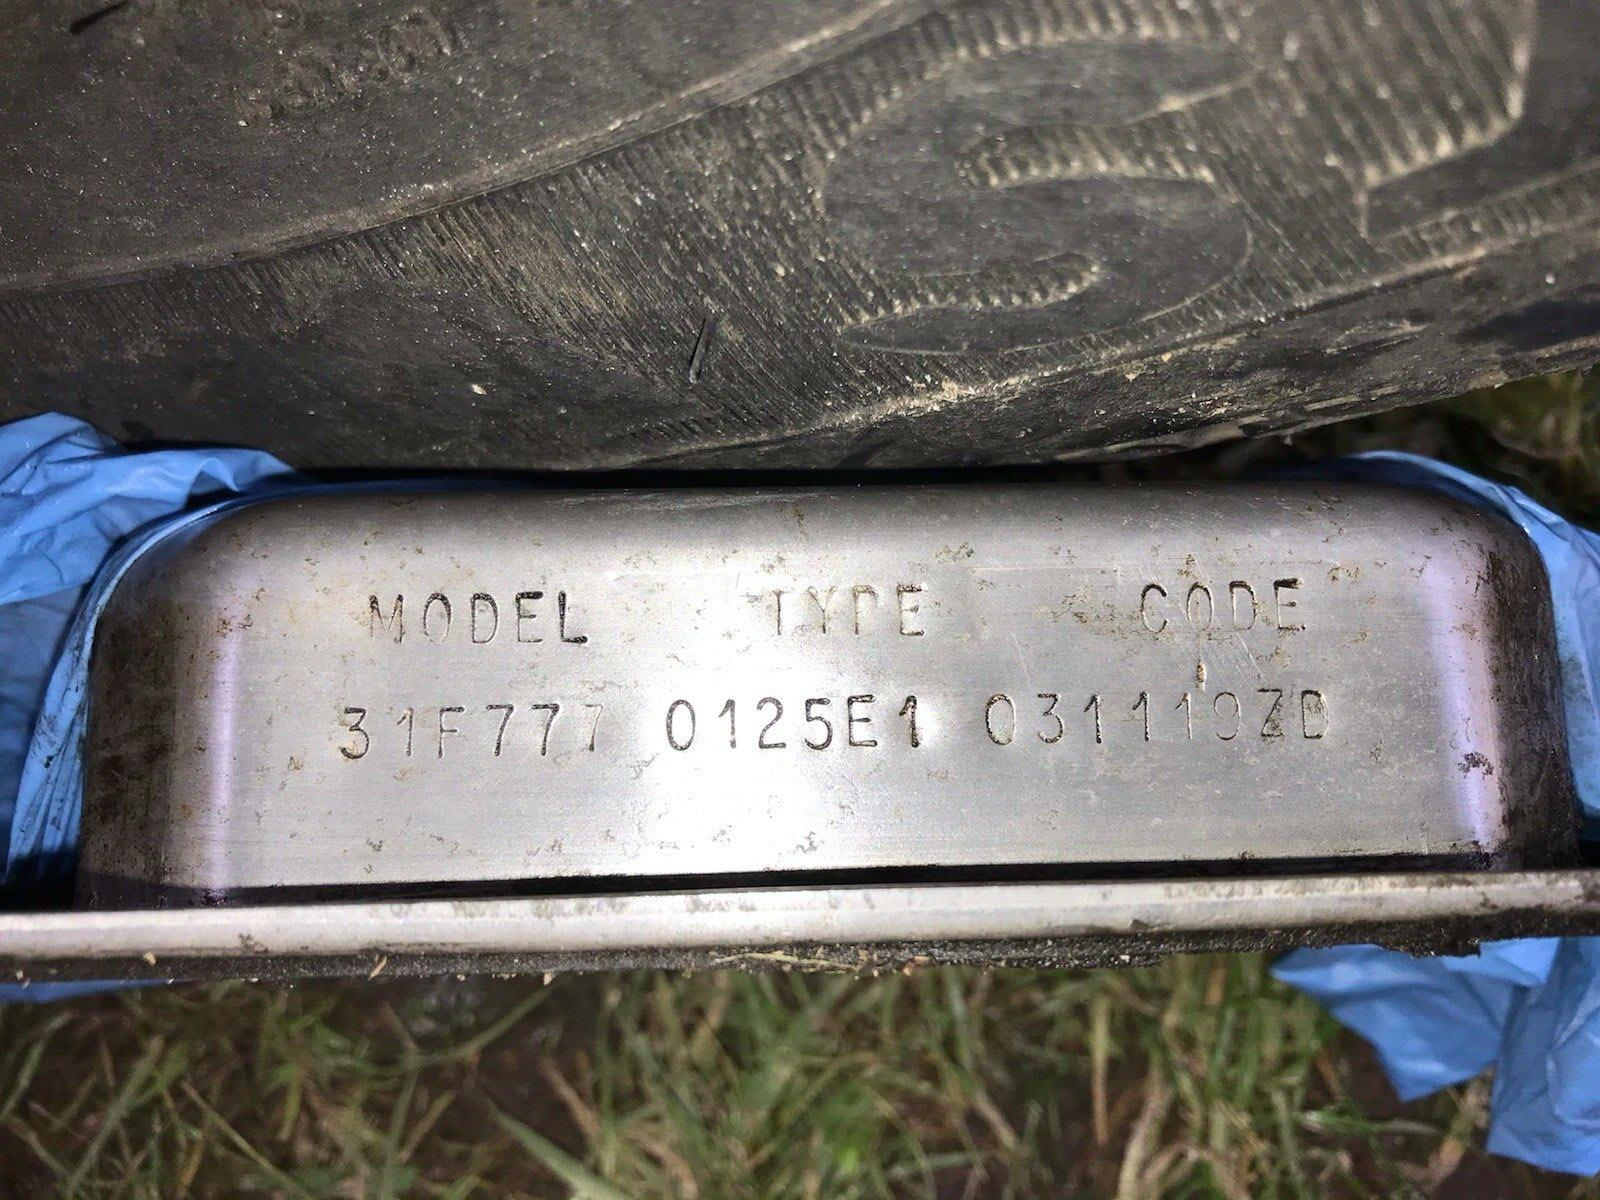 MODEL TYPE CODE
31F777 0125E1 031119ZD